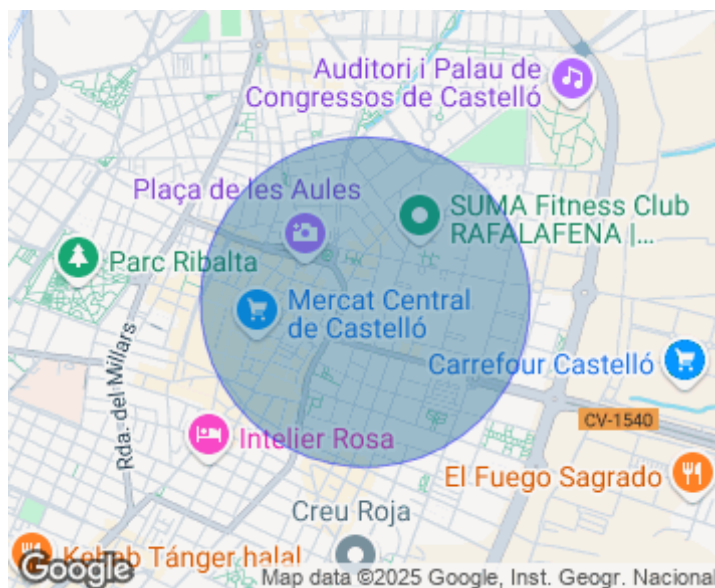 Auditori i Palau de
Congressos de Castelló
Plaça de les Aules
SUMA Fitness Club
RAFALAFENA |...
Parc Ribalta
Mercat Central
de Castelló
Rda. del Millars
Carrefour Castelló
CV-1540
Intelier Rosa
El Fuego Sagrado
Creu Roja
Kebab Tánger halal
Google
Map data ©2025 Google, Inst. Geogr. Nacional